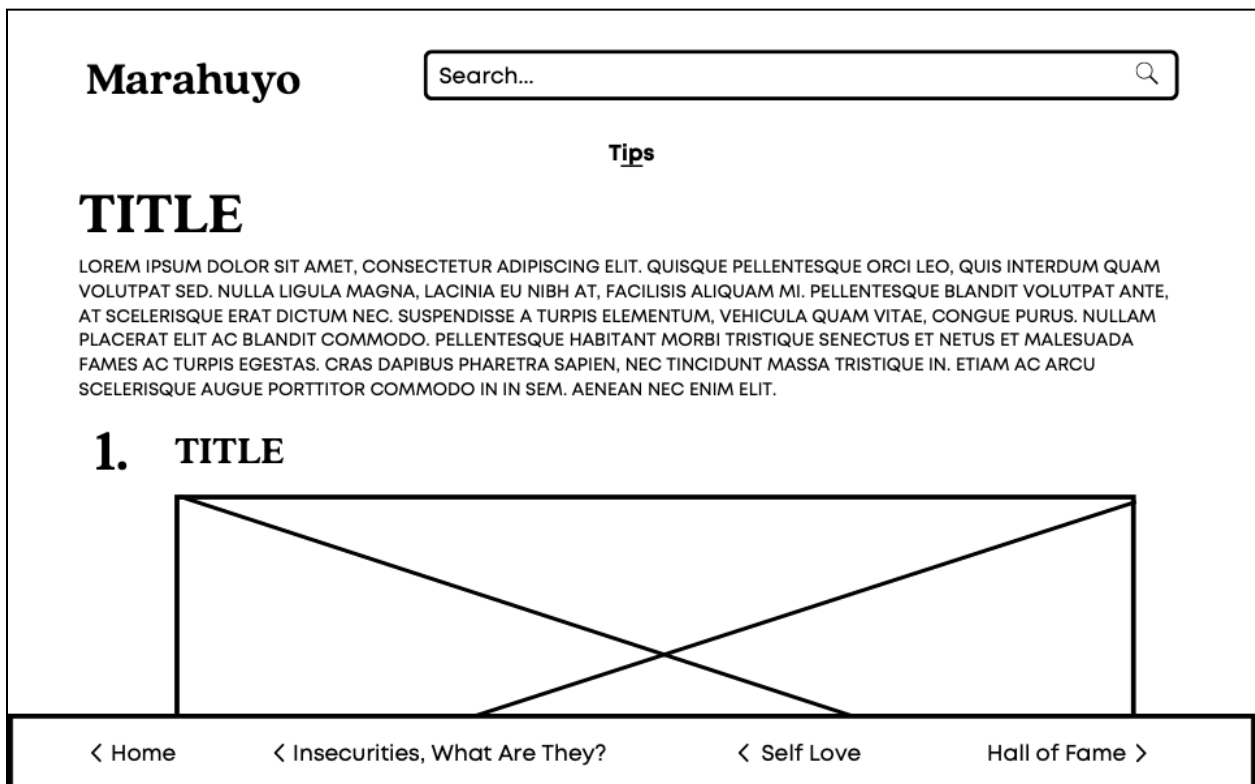 Marahuyo
Search...
Tips
TITLE
LOREM IPSUM DOLOR SIT AMET, CONSECTETUR ADIPISCING ELIT. QUISQUE PELLENTESQUE ORCI LEO, QUIS INTERDUM QUAM
VOLUTPAT SED. NULLA LIGULA MAGNA, LACINIA EU NIBH AT, FACILISIS ALIQUAM MI. PELLENTESQUE BLANDIT VOLUTPAT ANTE,
AT SCELERISQUE ERAT DICTUM NEC. SUSPENDISSE A TURPIS ELEMENTUM, VEHICULA QUAM VITAE, CONGUE PURUS. NULLAM
PLACERAT ELIT AC BLANDIT COMMODO. PELLENTESQUE HABITANT MORBI TRISTIQUE SENECTUS ET NETUS ET MALESUADA
FAMES AC TURPIS EGESTAS. CRAS DAPIBUS PHARETRA SAPIEN, NEC TINCIDUNT MASSA TRISTIQUE IN. ETIAM AC ARCU
SCELERISQUE AUGUE PORTTITOR COMMODO IN IN SEM. AENEAN NEC ENIM ELIT.
1. TITLE
< Home < Insecurities, What Are They? < Self Love Hall of Fame >